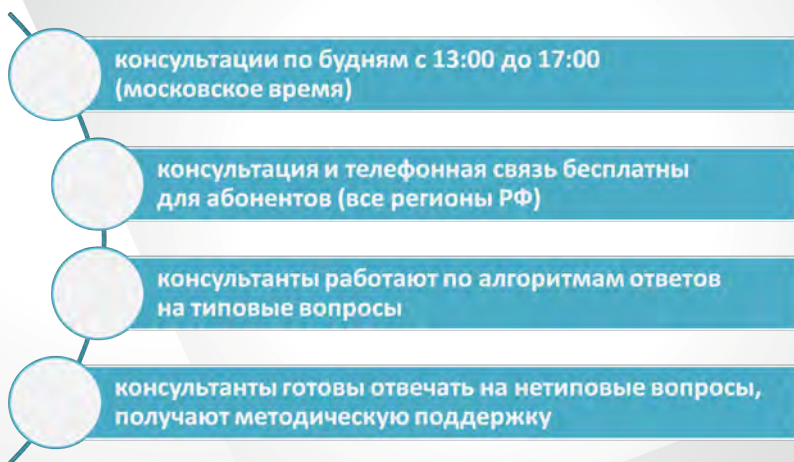 консультации по будням с 13:00 до 17:00
(московское время)
консультация и телефонная связь бесплатны
для абонентов (все регионы РФ)
консультанты работают по алгоритмам ответов
на типовые вопросы
консультанты готовы отвечать на нетиповые вопросы,
получают методическую поддержку